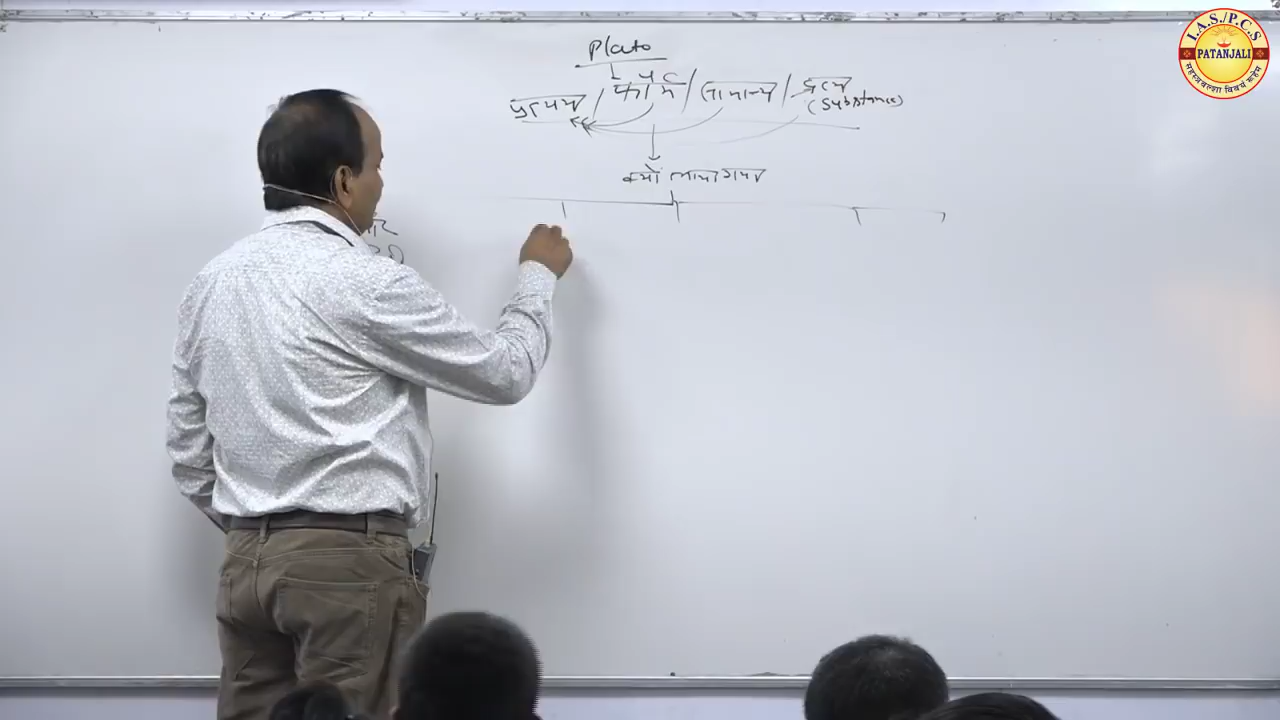 I.A.S./P.C.S
PATANJALI
Plato
प्रत्यय / फार्म / सामान्य / द्रव्य
(Substance)
क्यों लाया गया